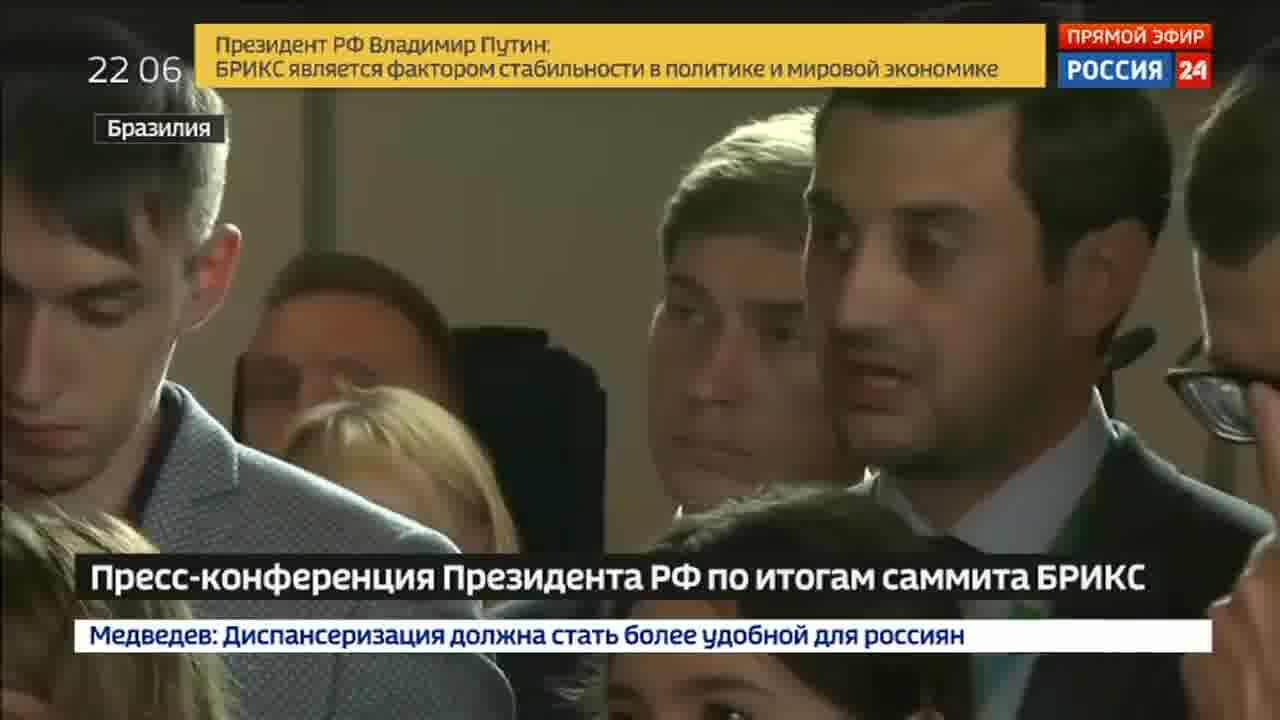 22 06
Президент РФ Владимир Путин:
БРИКС является фактором стабильности в политике и мировой экономике
ПРЯМОЙ ЭФИР
РОССИЯ 24
Бразилия
Пресс-конференция Президента РФ по итогам саммита БРИКС
Медведев: Диспансеризация должна стать более удобной для россиян